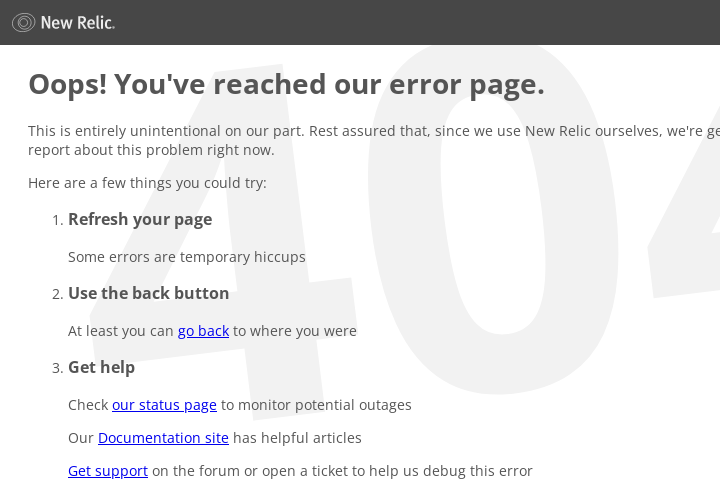 New Relic.
Oops! You've reached our error page.
This is entirely unintentional on our part. Rest assured that, since we use New Relic ourselves, we're ge
report about this problem right now.
Here are a few things you could try:
1. Refresh your page
Some errors are temporary hiccups
2. Use the back button
At least you can go back to where you were
3. Get help
Check our status page to monitor potential outages
Our Documentation site has helpful articles
Get support on the forum or open a ticket to help us debug this error
404